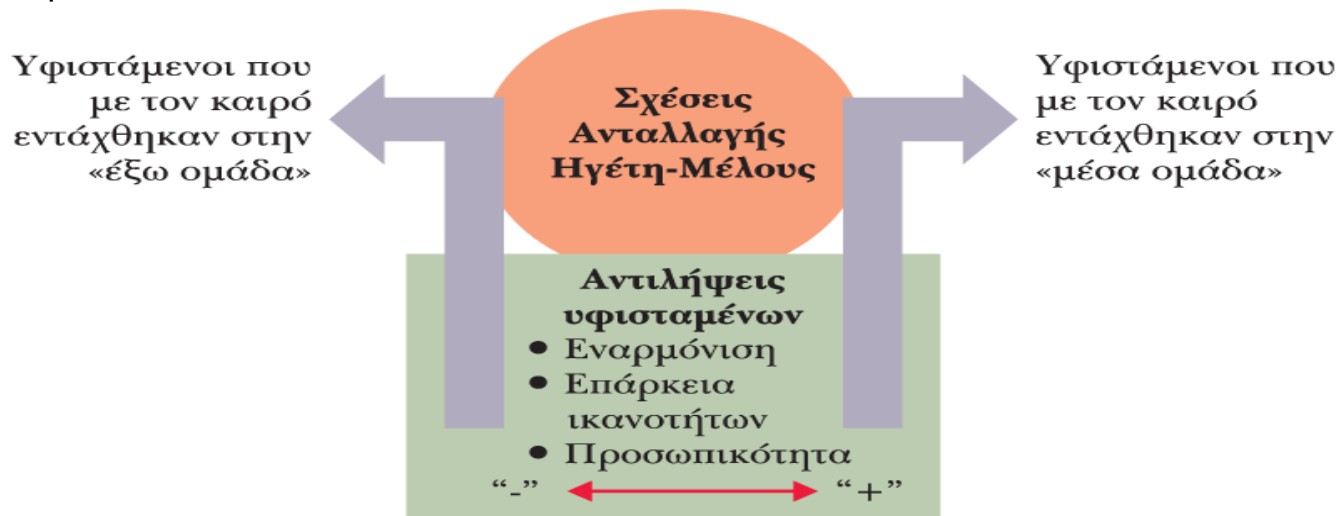 Υφιστάμενοι που
με τον καιρό
εντάχθηκαν στην
«έξω ομάδα»
Σχέσεις
Ανταλλαγής
Ηγέτη-Μέλους
Υφιστάμενοι που
με τον καιρό
εντάχθηκαν στην
«μέσα ομάδα»
Αντιλήψεις
υφισταμένων
• Εναρμόνιση
• Επάρκεια
ικανοτήτων
• Προσωπικότητα
“-” “+”